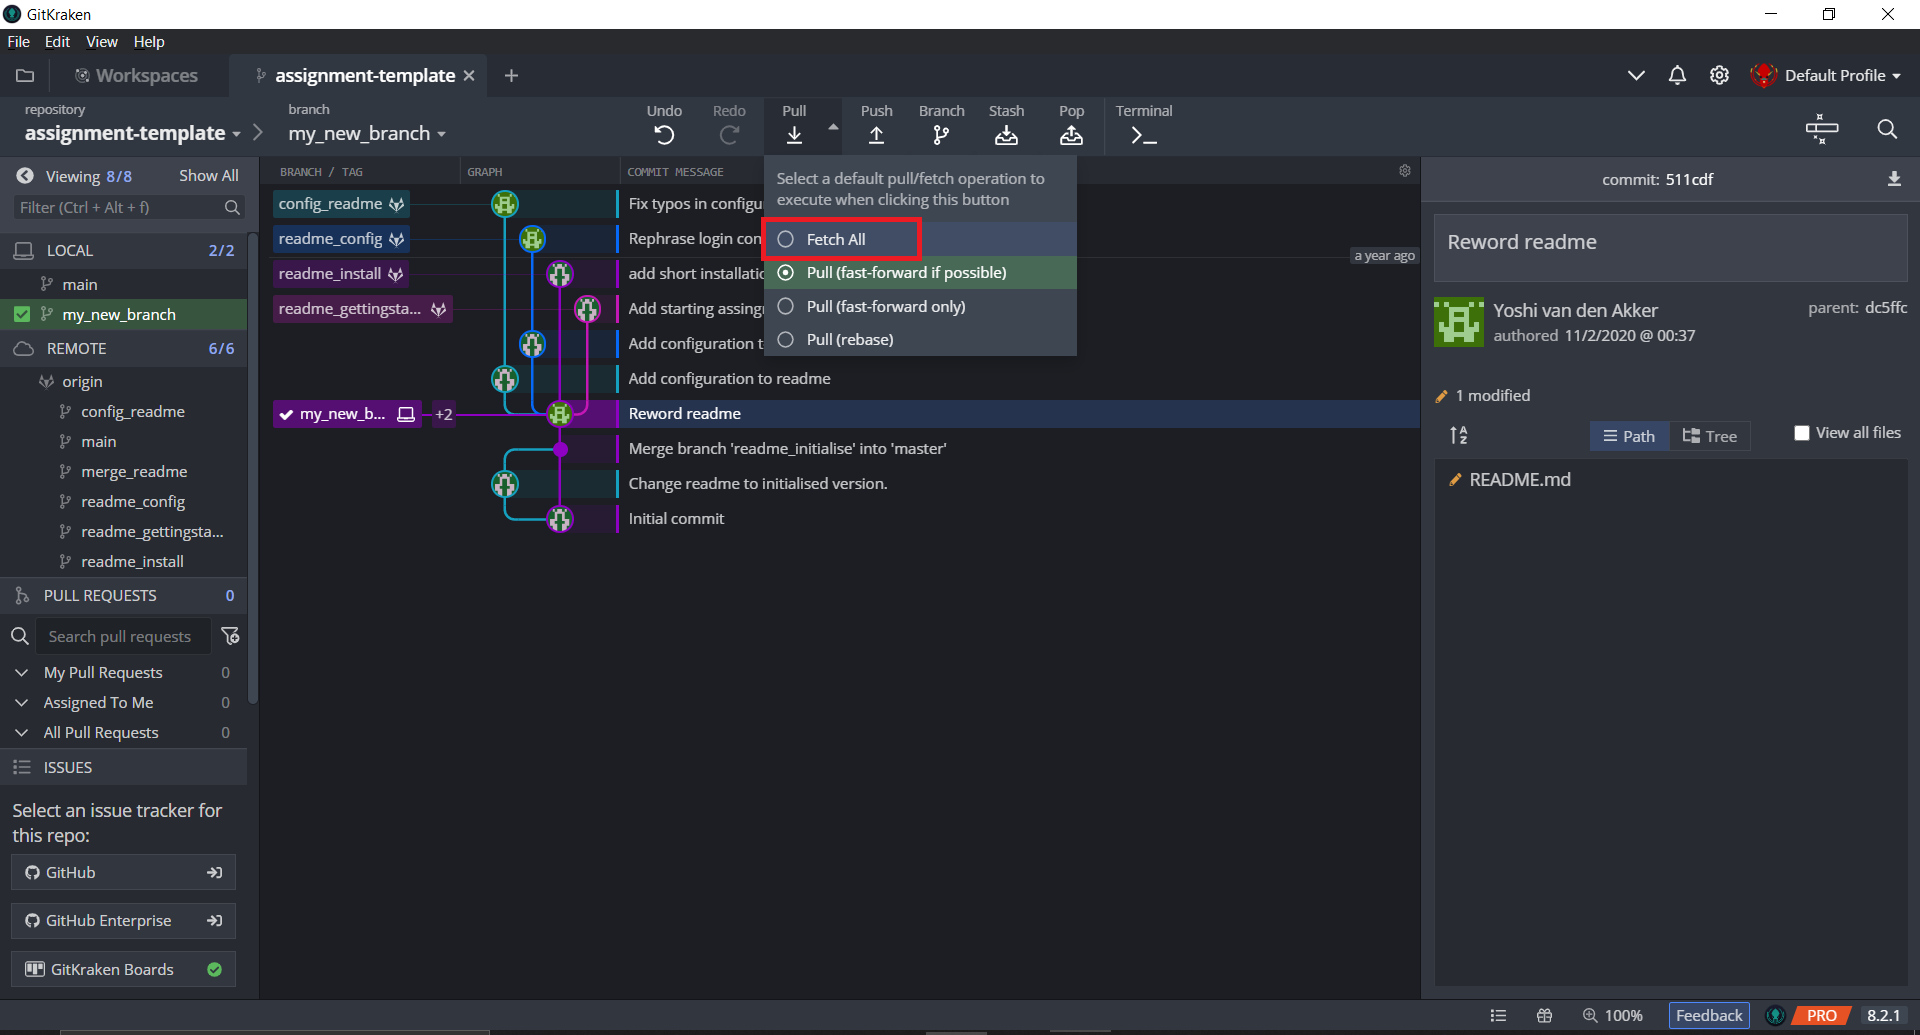 GitKraken
File Edit View Help
Workspaces
assignment-template
Default Profile
repository
assignment-template
branch
my_new_branch
Undo
Redo
Pull
Push
Branch
Stash
Pop
Terminal
Viewing 8/8
Show All
Filter (Ctrl + Alt + f)
LOCAL 2/2
main
my_new_branch
REMOTE 6/6
origin
config_readme
main
merge_readme
readme_config
readme_gettingsta...
readme_install
PULL REQUESTS 0
Search pull requests
My Pull Requests 0
Assigned To Me 0
All Pull Requests 0
ISSUES
Select an issue tracker for
this repo:
GitHub
GitHub Enterprise
GitKraken Boards
BRANCH / TAG
GRAPH
COMMIT MESSAGE
config_readme
Fix typos in configu
readme_config
Rephrase login con
readme_install
add short installatio
readme_gettingsta...
Add starting assing
Add configuration t
Add configuration to readme
my_new_b...
+2
Reword readme
Merge branch 'readme_initialise' into 'master'
Change readme to initialised version.
Initial commit
a year ago
Select a default pull/fetch operation to
execute when clicking this button
Fetch All
Pull (fast-forward if possible)
Pull (fast-forward only)
Pull (rebase)
commit: 511cdf
Reword readme
Yoshi van den Akker
authored 11/2/2020 @ 00:37
parent: dc5ffc
1 modified
Path
Tree
View all files
README.md
100%
Feedback
PRO
8.2.1